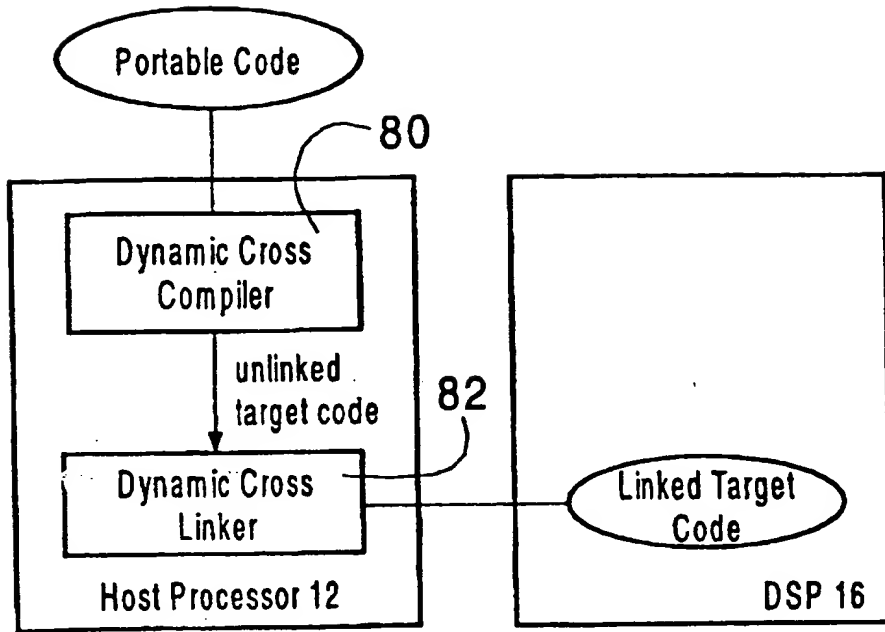 Portable Code
80
Dynamic Cross
Compiler
unlinked
target code
82
Dynamic Cross
Linker
Linked Target
Code
Host Processor 12
DSP 16